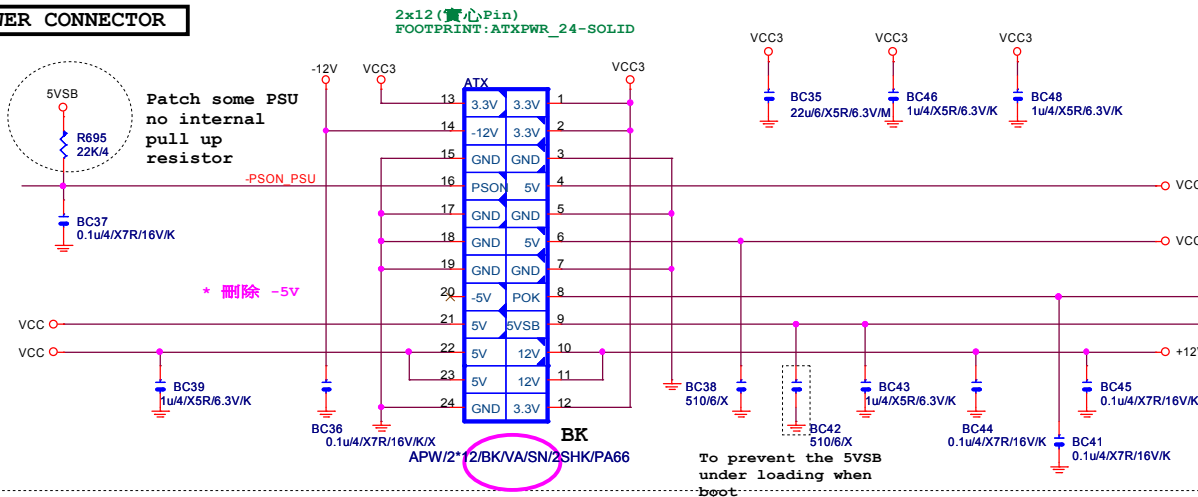 WER CONNECTOR
2x12(實心Pin)
FOOTPRINT:ATXPWR_24-SOLID
5VSB
R695
22K/4
Patch some PSU
no internal
pull up
resistor
-PSON_PSU
BC37
0.1u/4/X7R/16V/K
* 刪除 -5V
VCC
VCC
BC39
1u/4/X5R/6.3V/K
-12V
VCC3
ATX
VCC3
13 3.3V 3.3V 1
14 -12V 3.3V 2
15 GND GND 3
16 PSON 5V 4
17 GND GND 5
18 GND 5V 6
19 GND GND 7
20 -5V POK 8
21 5V 5VSB 9
22 5V 12V 10
23 5V 12V 11
24 GND 3.3V 12
BC36
0.1u/4/X7R/16V/K/X
BK
APW/2*12/BK/VA/SN/2SHK/PA66
VCC3
BC35
22u/6/X5R/6.3V/M
VCC3
BC46
1u/4/X5R/6.3V/K
VCC3
BC48
1u/4/X5R/6.3V/K
VCC
VCC
+12V
BC38
510/6/X
BC42
510/6/X
To prevent the 5VSB
under loading when
boot
BC43
1u/4/X5R/6.3V/K
BC44
0.1u/4/X7R/16V/K
BC45
0.1u/4/X7R/16V/K
BC41
0.1u/4/X7R/16V/K